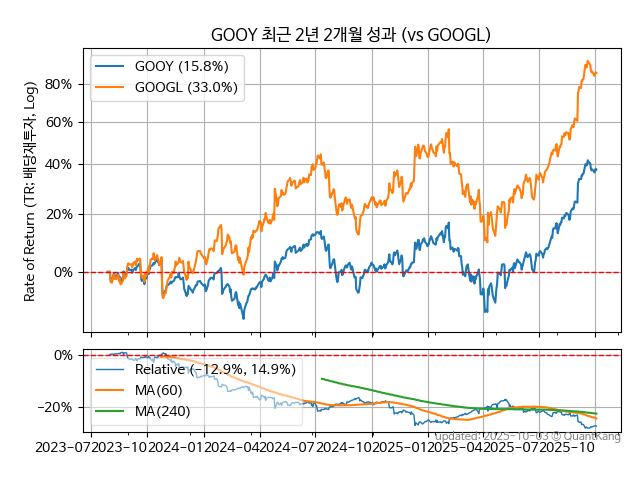 GOOY 최근 2년 2개월 성과 (vs GOOGL)
GOOY (15.8%)
GOOGL (33.0%)
80%
60%
40%
20%
0%
Rate of Return (TR: 배당재투자, Log)
0%
−20%
Relative (−12.9%, 14.9%)
MA(60)
MA(240)
updated: 2025-10-03 © QuantKang
2023-07 2023-10 2024-01 2024-04 2024-07 2024-10 2025-01 2025-04 2025-07 2025-10